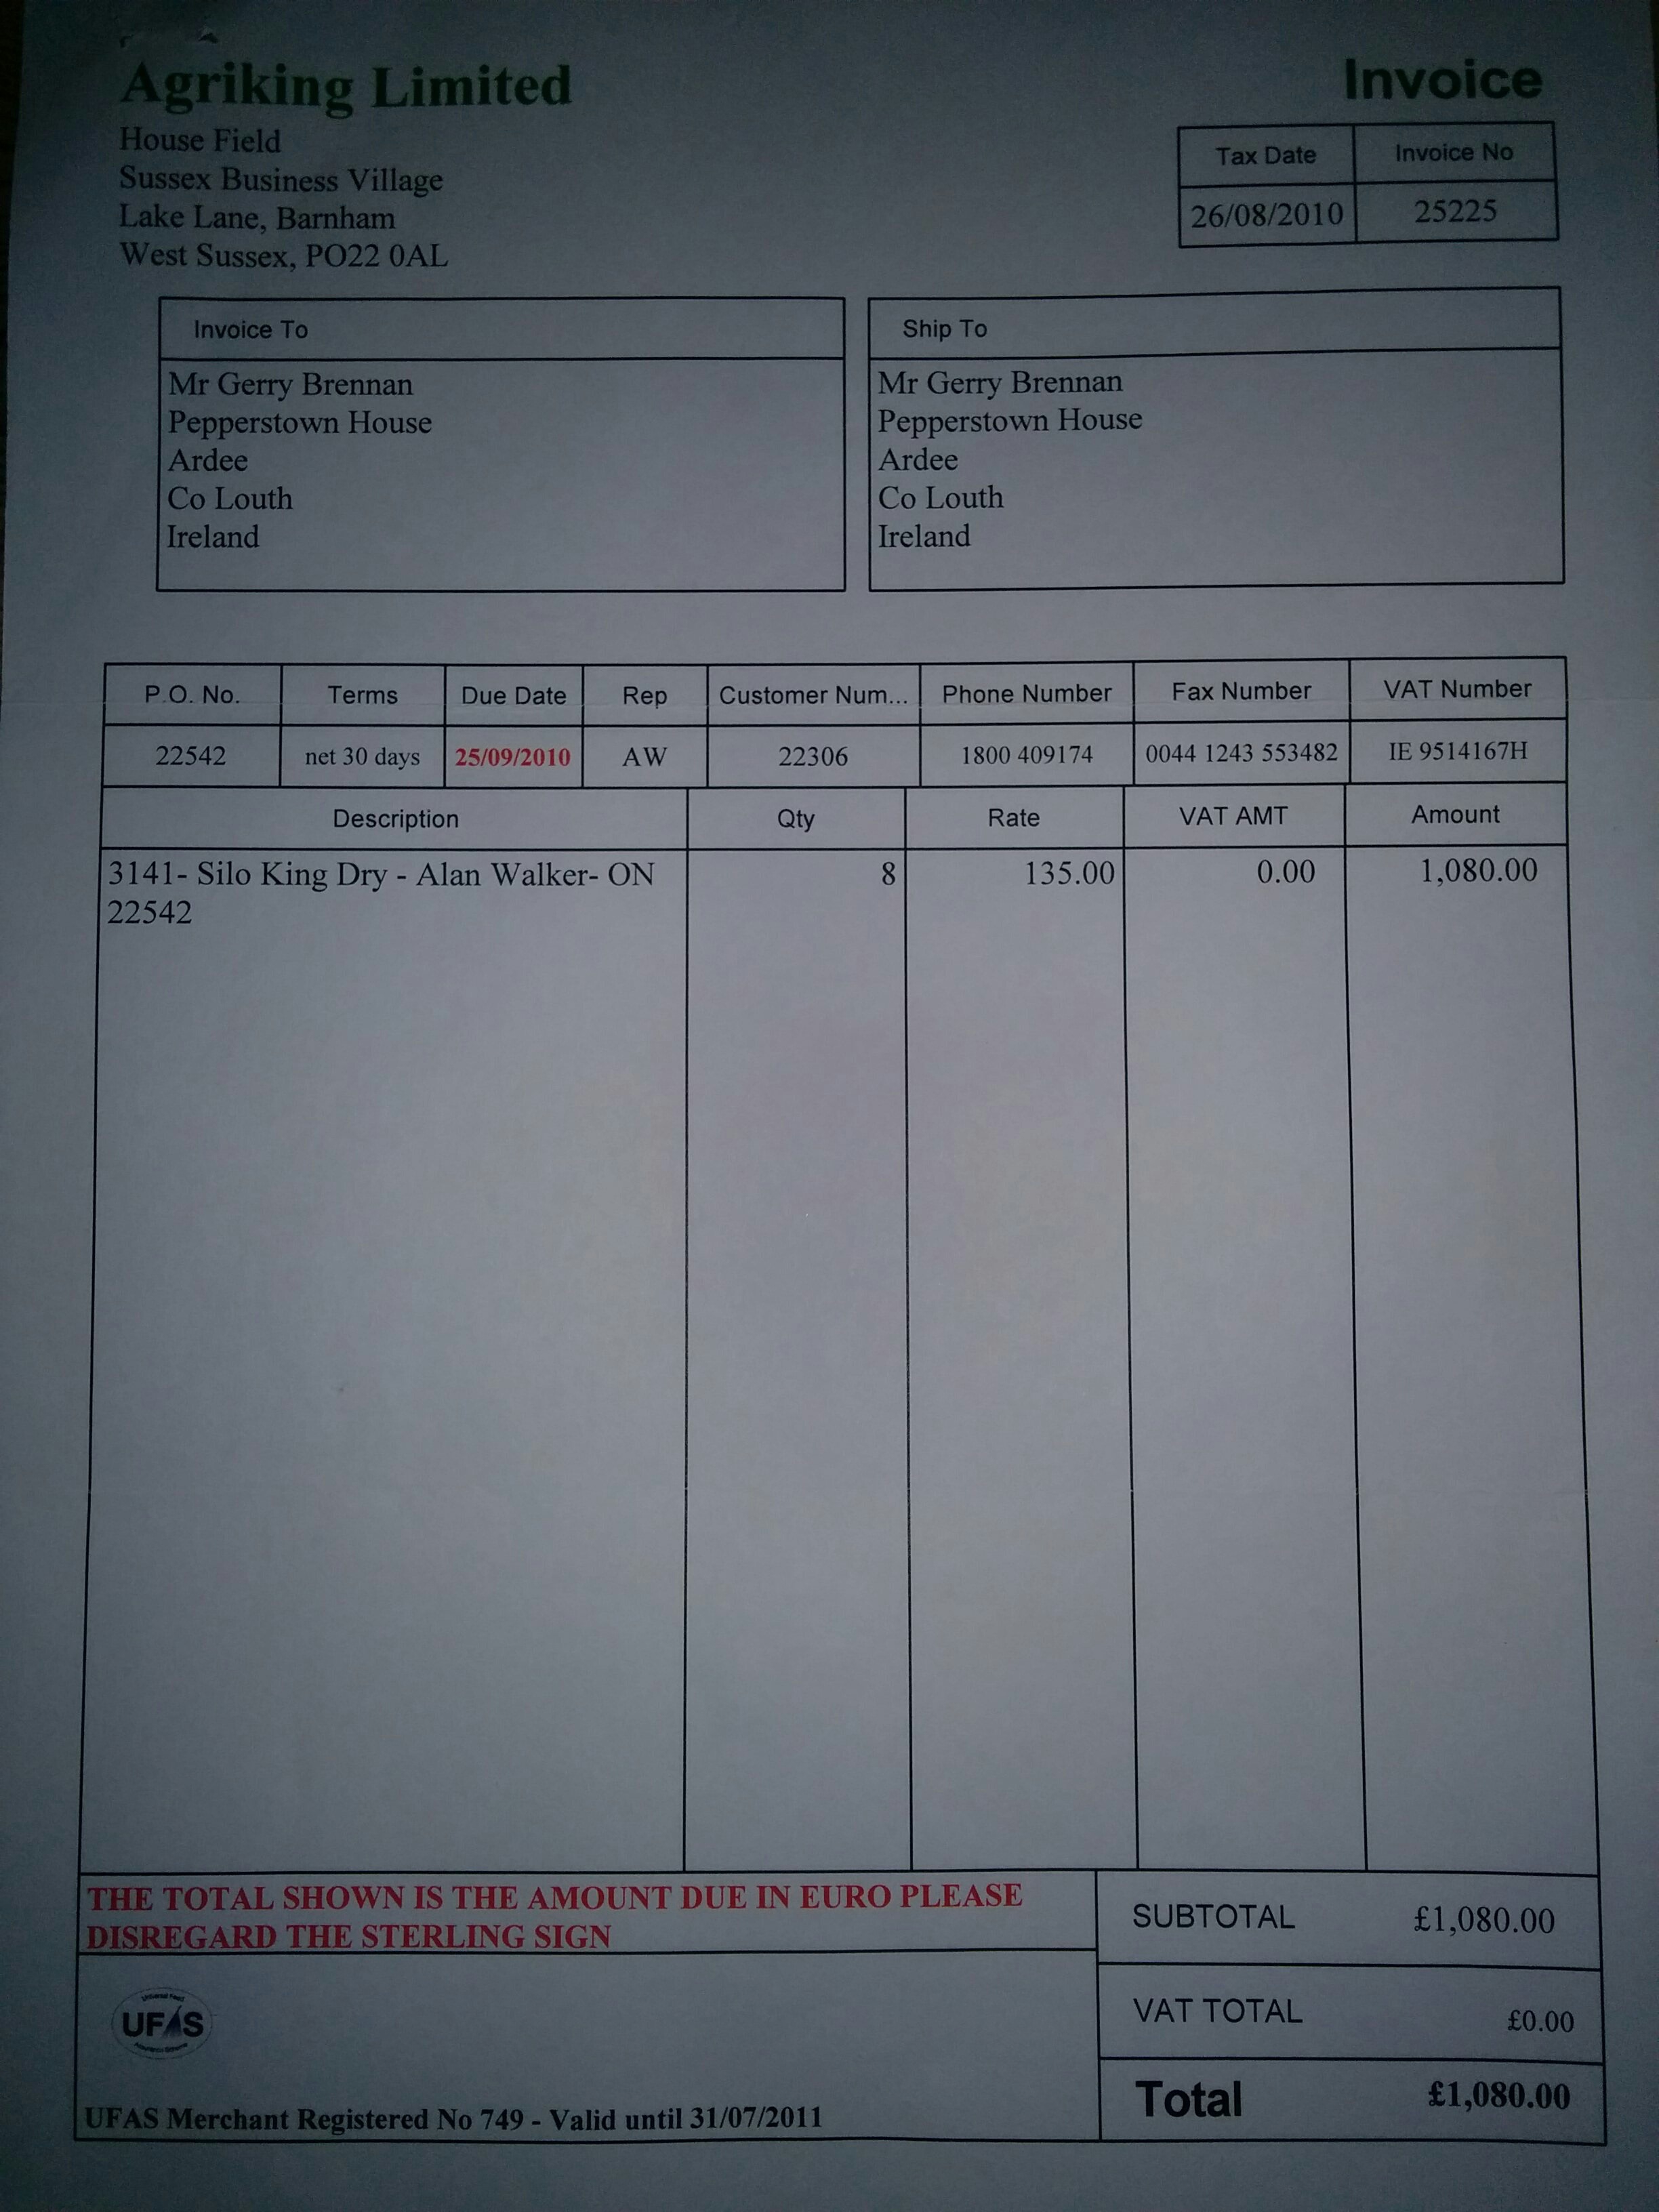 Agriking Limited
Invoice
House Field
Sussex Business Village
Lake Lane, Barnham
West Sussex, PO22 0AL
Tax Date Invoice No
26/08/2010 25225
Invoice To
Mr Gerry Brennan
Pepperstown House
Ardee
Co Louth
Ireland
Ship To
Mr Gerry Brennan
Pepperstown House
Ardee
Co Louth
Ireland
P.O. No. Terms Due Date Rep Customer Num... Phone Number Fax Number VAT Number
22542 net 30 days 25/09/2010 AW 22306 1800 409174 0044 1243 553482 IE 9514167H
Description Qty Rate VAT AMT Amount
3141- Silo King Dry - Alan Walker- ON 8 135.00 0.00 1,080.00
22542
THE TOTAL SHOWN IS THE AMOUNT DUE IN EURO PLEASE
DISREGARD THE STERLING SIGN
SUBTOTAL £1,080.00
VAT TOTAL £0.00
Total £1,080.00
UFAS
UFAS Merchant Registered No 749 - Valid until 31/07/2011